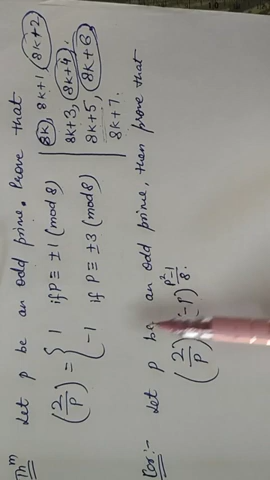 Thm Let p be an odd prime. Prove that
(2/p) = { 1 if P ≡ ±1 (mod 8)
-1 if P ≡ ±3 (mod 8)
8k, 8k+1, 8k+2
8k+3, 8k+4,
8k+5, 8k+6
8k+7.
Cor:- Let p be an odd prime, then prove that
(2/p) (-1)^((p²-1)/8).